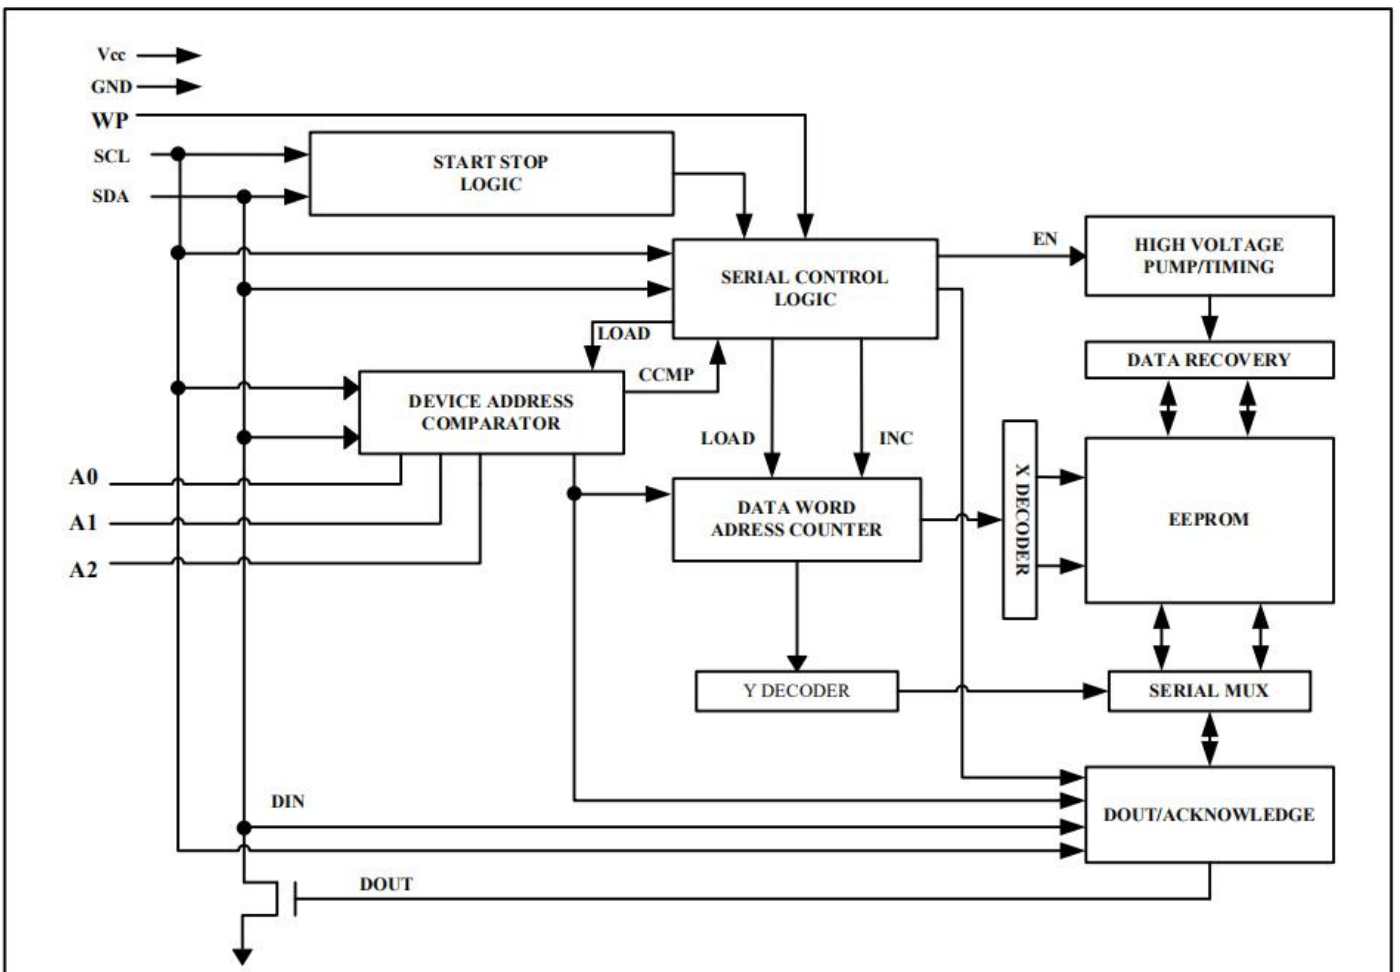 Vcc
GND
WP
SCL
SDA
START STOP
LOGIC
SERIAL CONTROL
LOGIC
EN
HIGH VOLTAGE
PUMP/TIMING
LOAD
CCMP
DATA RECOVERY
DEVICE ADDRESS
COMPARATOR
LOAD
INC
A0
A1
A2
DATA WORD
ADRESS COUNTER
X DECODER
EEPROM
Y DECODER
SERIAL MUX
DIN
DOUT/ACKNOWLEDGE
DOUT